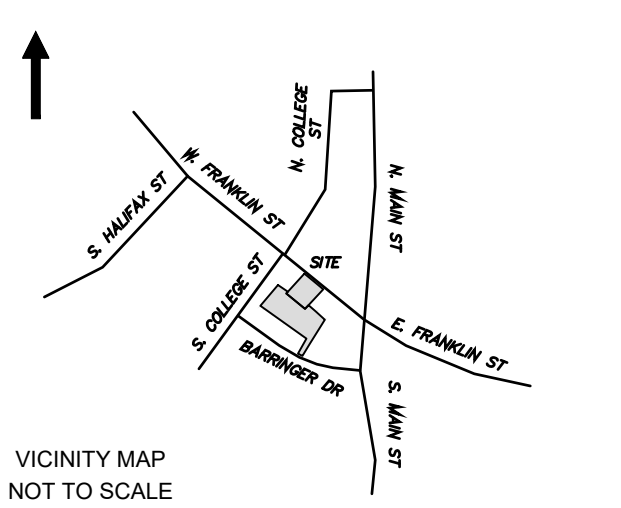 N. COLLEGE
ST
W. FRANKLIN ST
S. HALIFAX ST
N. MAIN ST
SITE
S. COLLEGE ST
E. FRANKLIN ST
BARRINGER DR
S. MAIN ST
VICINITY MAP
NOT TO SCALE